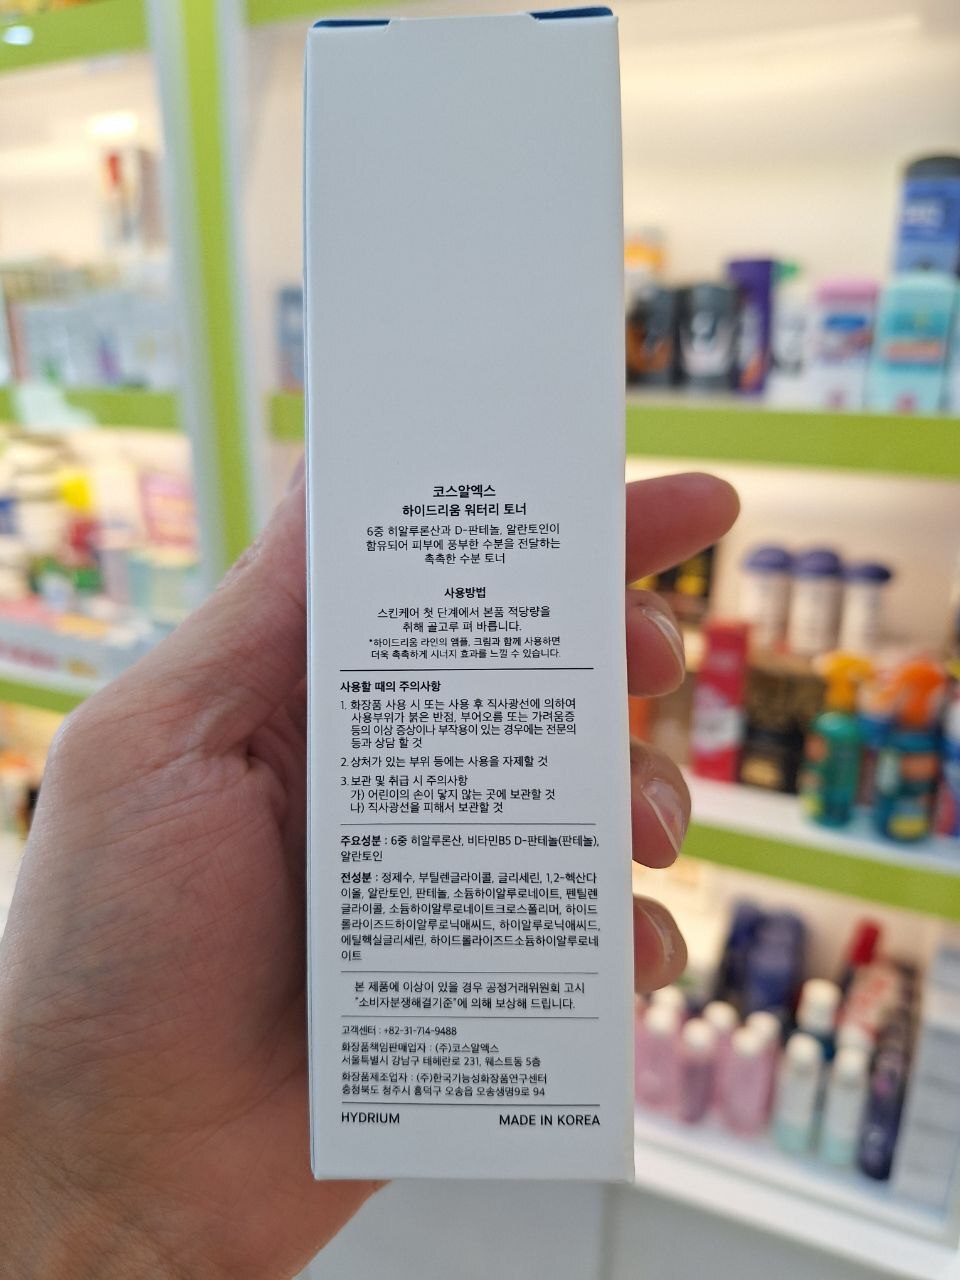 코스알엑스
하이드리움 워터리 토너
6중 히알루론산과 D-판테놀, 알란토인이
함유되어 피부에 풍부한 수분을 전달하는
촉촉한 수분 토너
사용방법
스킨케어 첫 단계에서 본품 적당량을
취해 골고루 펴 바릅니다.
*하이드리움 라인의 앰플, 크림과 함께 사용하면
더욱 촉촉하게 시너지 효과를 느낄 수 있습니다.
사용할 때의 주의사항
1. 화장품 사용 시 또는 사용 후 직사광선에 의하여
사용부위가 붉은 반점, 부어오름 또는 가려움증
등의 이상 증상이나 부작용이 있는 경우에는 전문의
등과 상담 할 것
2. 상처가 있는 부위 등에는 사용을 자제할 것
3. 보관 및 취급 시 주의사항
가) 어린이의 손이 닿지 않는 곳에 보관할 것
나) 직사광선을 피해서 보관할 것
주요성분 : 6중 히알루론산, 비타민B5 D-판테놀(판테놀),
알란토인
전성분 : 정제수, 부틸렌글라이콜, 글리세린, 1,2-헥산다
이올, 알란토인, 판테놀, 소듐하이알루로네이트, 펜틸렌
글라이콜, 소듐하이알루로네이트크로스폴리머, 하이드
롤라이즈드하이알루로닉애씨드, 하이알루로닉애씨드,
에틸헥실글리세린, 하이드롤라이즈드소듐하이알루로네
이트
본 제품에 이상이 있을 경우 공정거래위원회 고시
"소비자분쟁해결기준"에 의해 보상해 드립니다.
고객센터 : +82-31-714-9488
화장품책임판매업자 : (주)코스알엑스
서울특별시 강남구 테헤란로 231, 웨스트동 5층
화장품제조업자 : (주)한국기능성화장품연구센터
충청북도 청주시 흥덕구 오송읍 오송생명9로 94
HYDRIUM
MADE IN KOREA